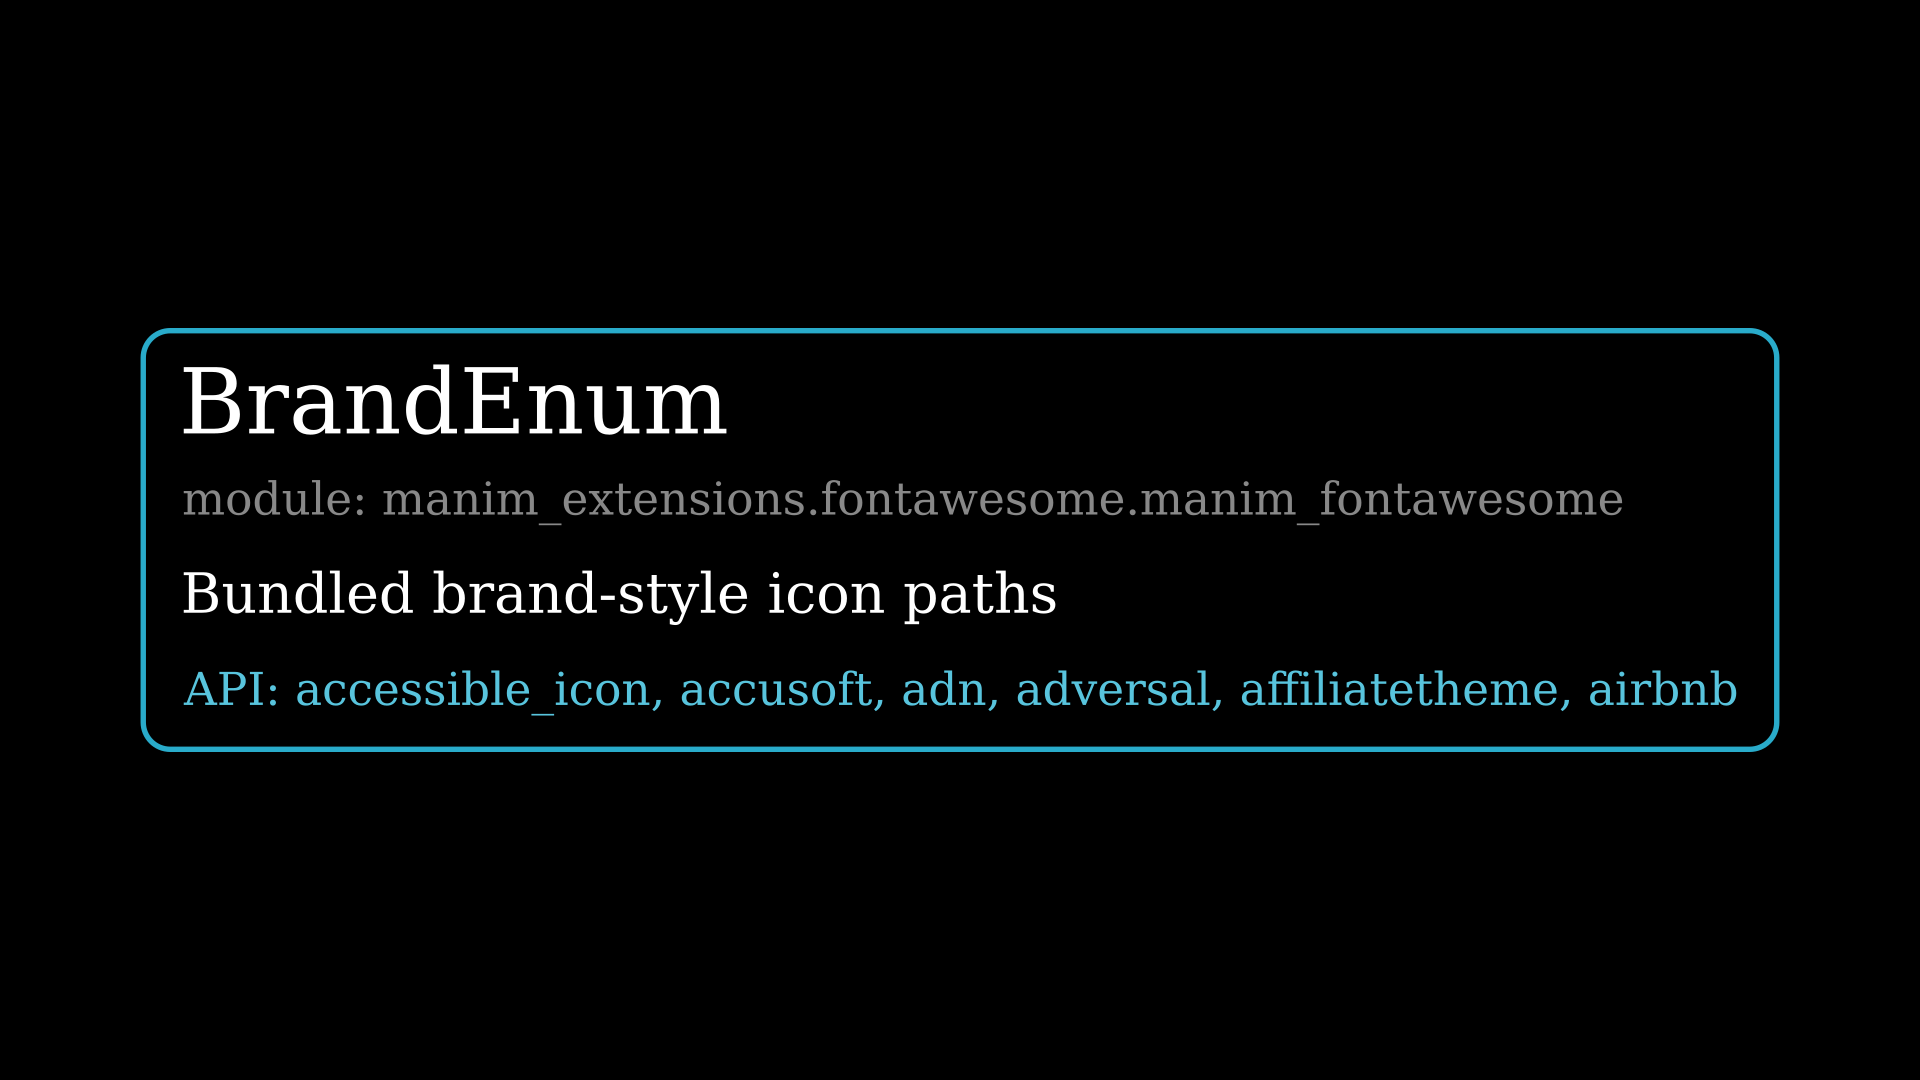 BrandEnum
module: manim_extensions.fontawesome.manim_fontawesome
Bundled brand-style icon paths
API: accessible_icon, accusoft, adn, adversal, affiliatetheme, airbnb